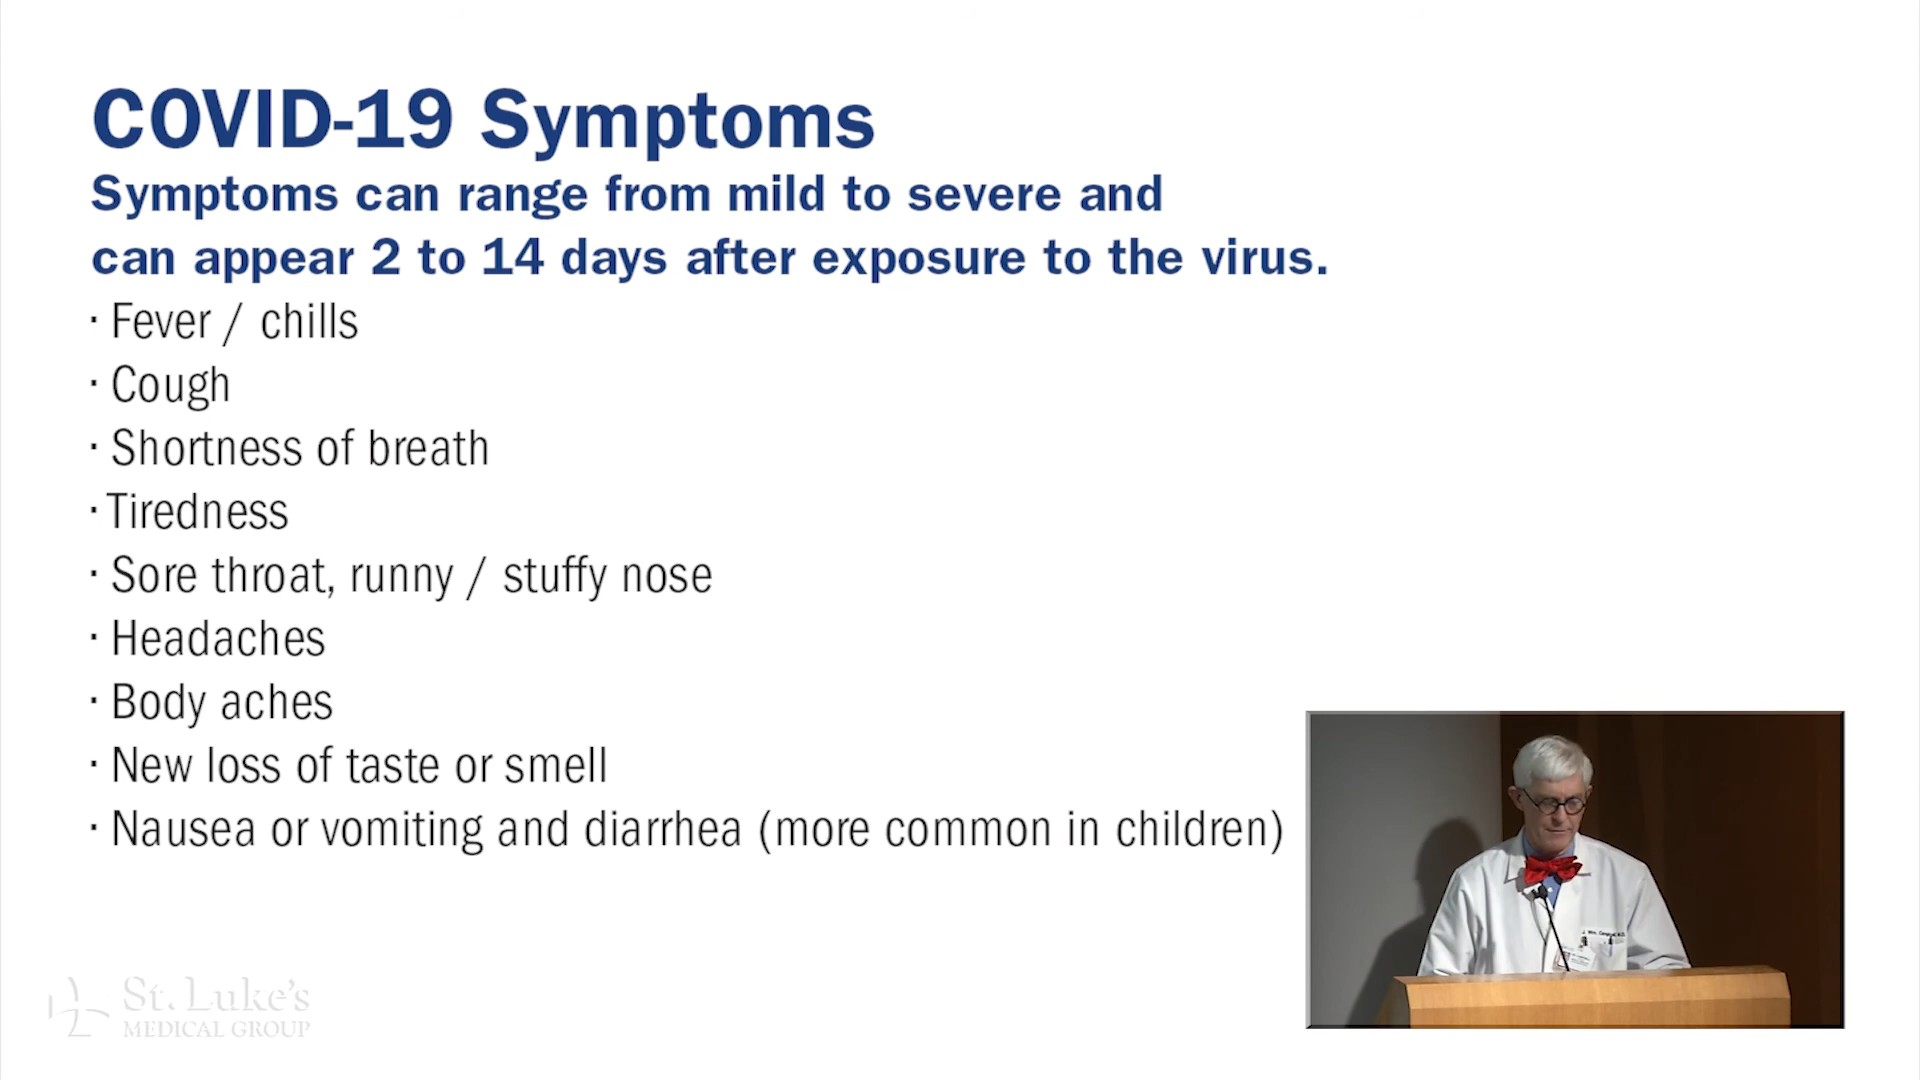 COVID-19 Symptoms
Symptoms can range from mild to severe and
can appear 2 to 14 days after exposure to the virus.
· Fever / chills
· Cough
· Shortness of breath
· Tiredness
· Sore throat, runny / stuffy nose
· Headaches
· Body aches
· New loss of taste or smell
· Nausea or vomiting and diarrhea (more common in children)
St. Luke's
MEDICAL GROUP